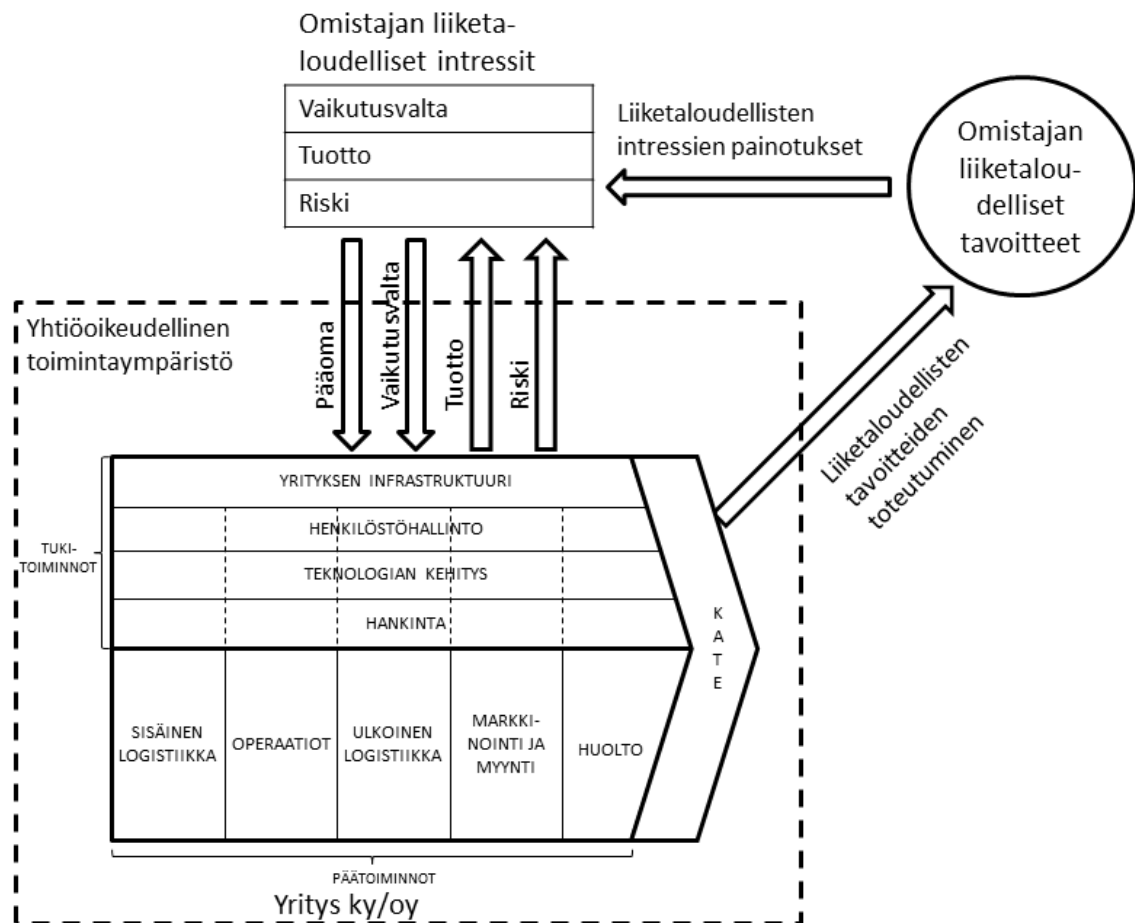 Omistajan liiketa-
loudelliset intressit
Vaikutusvalta
Tuotto
Riski
Liiketaloudellisten
intressien painotukset
Omistajan
liiketalou-
delliset
tavoitteet
Yhtiöoikeudellinen
toimintaympäristö
Pääoma
Vaikutusvalta
Tuotto
Riski
Liiketaloudellisten
tavoitteiden
toteutuminen
TUKI-
TOIMINNOT
YRITYKSEN INFRASTRUKTUURI
HENKILÖSTÖHALLINTO
TEKNOLOGIAN KEHITYS
HANKINTA
KATE
SISÄINEN
LOGISTIIKKA
OPERAATIOT
ULKOINEN
LOGISTIIKKA
MARKKI-
NOINTI JA
MYYNTI
HUOLTO
PÄÄTOIMINNOT
Yritys ky/oy